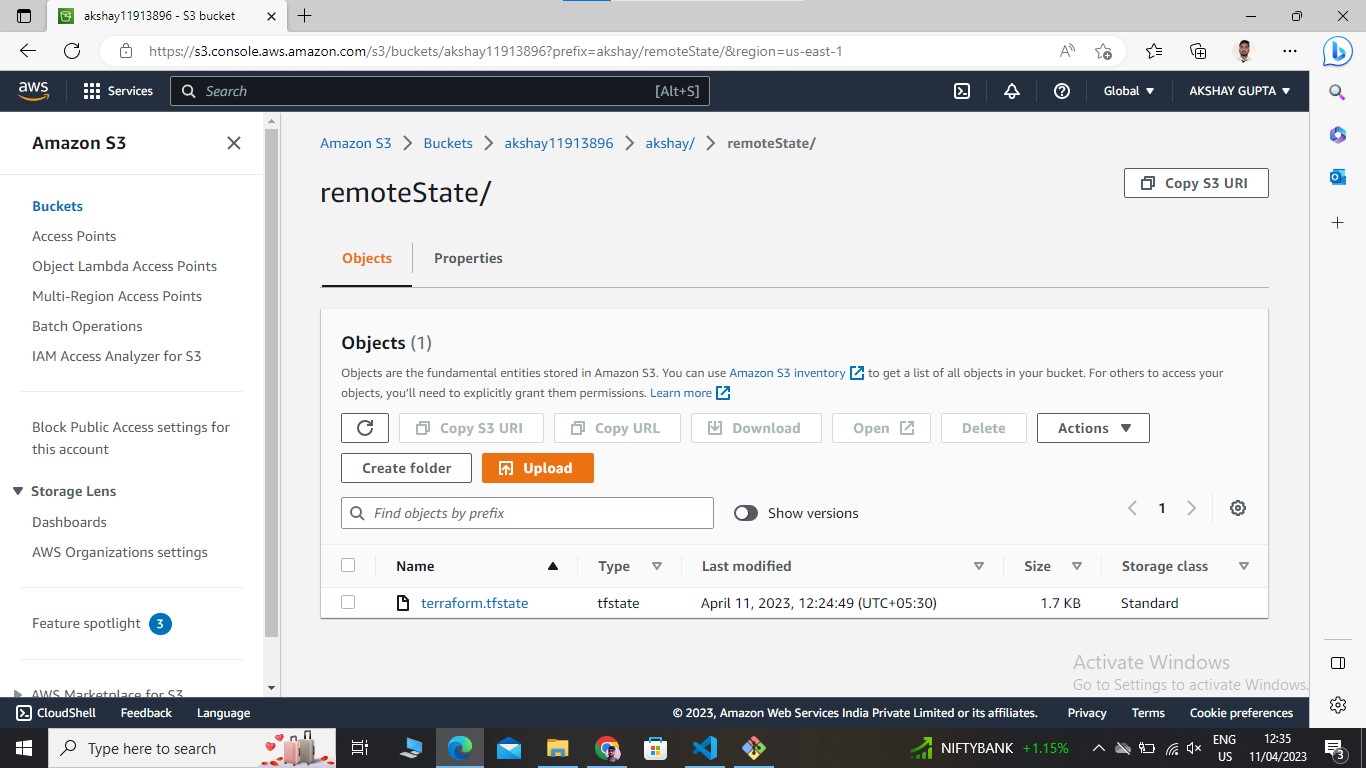 akshay11913896 - S3 bucket
https://s3.console.aws.amazon.com/s3/buckets/akshay11913896?prefix=akshay/remoteState/&region=us-east-1
aws
Services
Search
[Alt+S]
Global
AKSHAY GUPTA
Amazon S3
Buckets
Access Points
Object Lambda Access Points
Multi-Region Access Points
Batch Operations
IAM Access Analyzer for S3
Block Public Access settings for
this account
Storage Lens
Dashboards
AWS Organizations settings
Feature spotlight 3
AWS Marketplace for S3
Amazon S3 > Buckets > akshay11913896 > akshay/ > remoteState/
remoteState/
Copy S3 URI
Objects
Properties
Objects (1)
Objects are the fundamental entities stored in Amazon S3. You can use Amazon S3 inventory to get a list of all objects in your bucket. For others to access your
objects, you'll need to explicitly grant them permissions. Learn more
Copy S3 URI
Copy URL
Download
Open
Delete
Actions
Create folder
Upload
Find objects by prefix
Show versions
1
Name Type Last modified Size Storage class
terraform.tfstate tfstate April 11, 2023, 12:24:49 (UTC+05:30) 1.7 KB Standard
Activate Windows
Go to Settings to activate Windows.
CloudShell Feedback Language
© 2023, Amazon Web Services India Private Limited or its affiliates. Privacy Terms Cookie preferences
Type here to search
NIFTYBANK +1.15%
ENG
US
12:35
11/04/2023
3